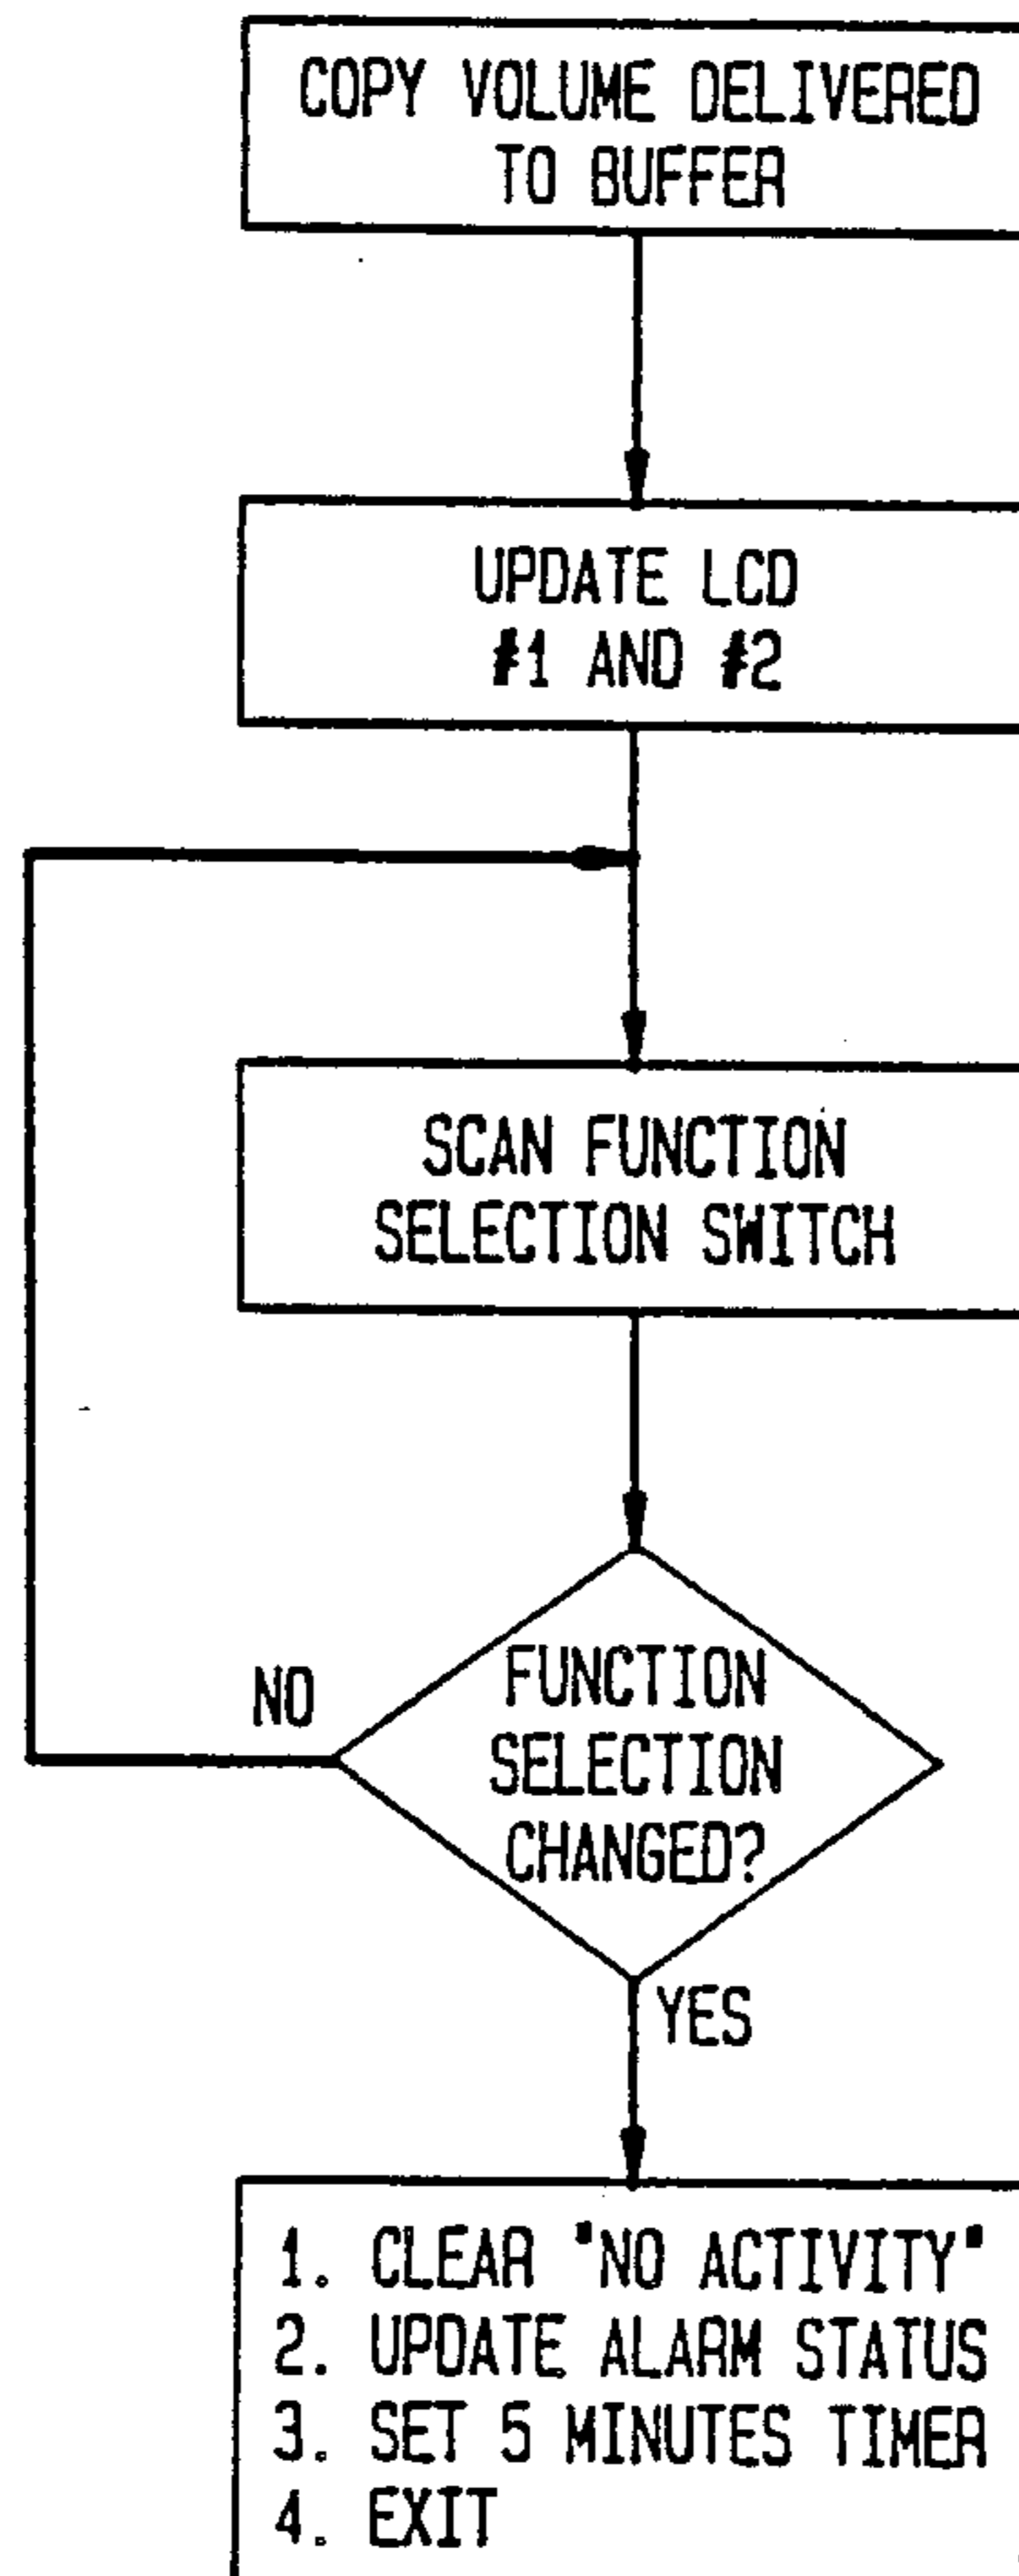 COPY VOLUME DELIVERED
TO BUFFER
UPDATE LCD
#1 AND #2
SCAN FUNCTION
SELECTION SWITCH
FUNCTION
SELECTION
CHANGED?
NO
YES
1. CLEAR "NO ACTIVITY"
2. UPDATE ALARM STATUS
3. SET 5 MINUTES TIMER
4. EXIT